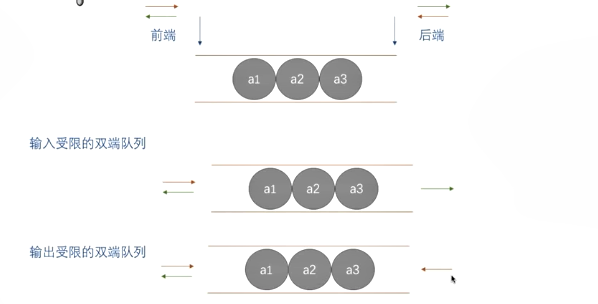 前端
后端
a1 a2 a3
输入受限的双端队列
a1 a2 a3
输出受限的双端队列
a1 a2 a3